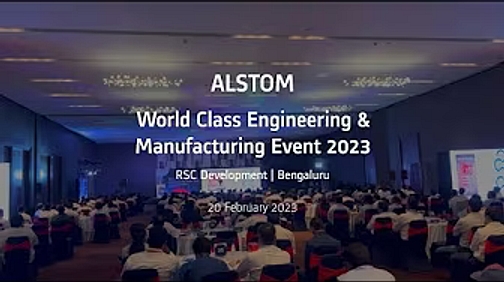 ALSTOM
World Class Engineering &
Manufacturing Event 2023
RSC Development | Bengaluru
20 February 2023